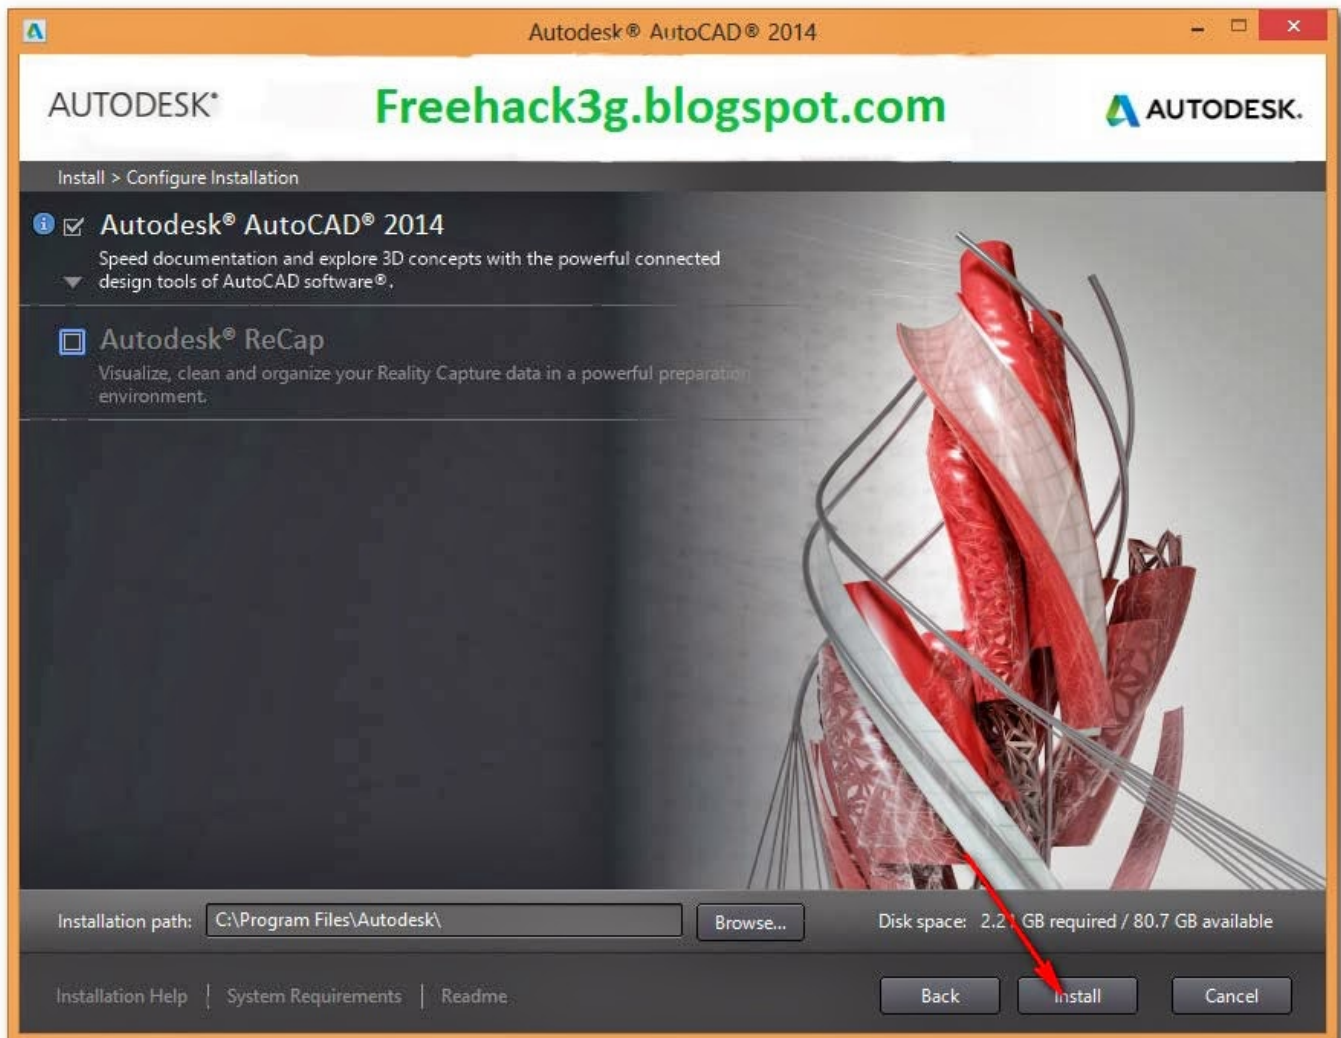 Autodesk® AutoCAD® 2014
AUTODESK®
Freehack3g.blogspot.com
AUTODESK.
Install > Configure Installation
Autodesk® AutoCAD® 2014
Speed documentation and explore 3D concepts with the powerful connected
design tools of AutoCAD software®.
Autodesk® ReCap
Visualize, clean and organize your Reality Capture data in a powerful preparation
environment.
Installation path: C:\Program Files\Autodesk\ Browse... Disk space: 2.21 GB required / 80.7 GB available
Installation Help | System Requirements | Readme Back Install Cancel